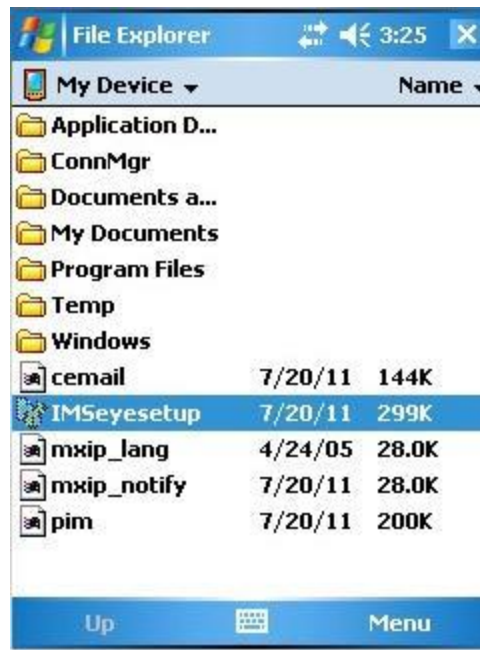 File Explorer 3:25
My Device Name
Application D...
ConnMgr
Documents a...
My Documents
Program Files
Temp
Windows
cemail 7/20/11 144K
IMSeyesetup 7/20/11 299K
mxip_lang 4/24/05 28.0K
mxip_notify 7/20/11 28.0K
pim 7/20/11 200K
Up Menu